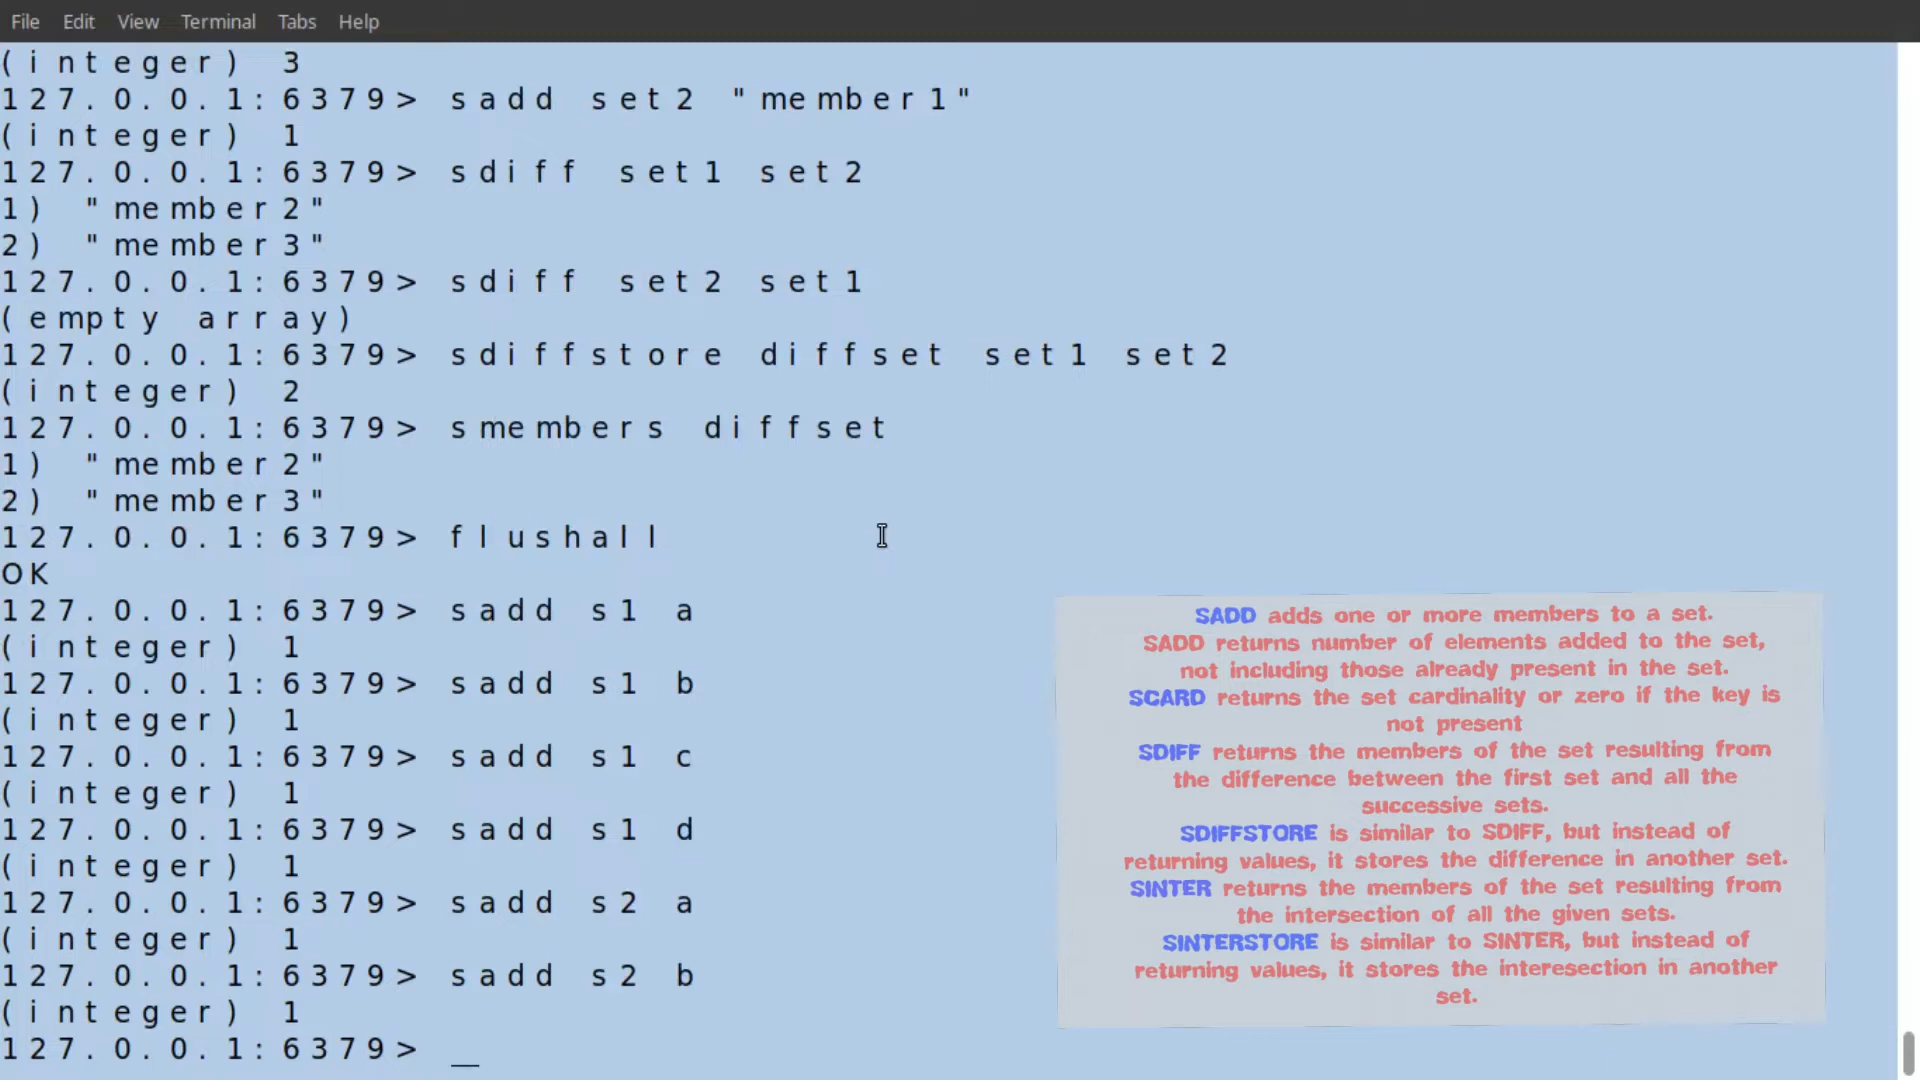 File Edit View Terminal Tabs Help
(integer) 3
127.0.0.1:6379> sadd set2 "member1"
(integer) 1
127.0.0.1:6379> sdiff set1 set2
1) "member2"
2) "member3"
127.0.0.1:6379> sdiff set2 set1
(empty array)
127.0.0.1:6379> sdiffstore diffset set1 set2
(integer) 2
127.0.0.1:6379> smembers diffset
1) "member2"
2) "member3"
127.0.0.1:6379> flushall
OK
127.0.0.1:6379> sadd s1 a
(integer) 1
127.0.0.1:6379> sadd s1 b
(integer) 1
127.0.0.1:6379> sadd s1 c
(integer) 1
127.0.0.1:6379> sadd s1 d
(integer) 1
127.0.0.1:6379> sadd s2 a
(integer) 1
127.0.0.1:6379> sadd s2 b
(integer) 1
127.0.0.1:6379> _
SADD adds one or more members to a set.
SADD returns number of elements added to the set,
not including those already present in the set.
SCARD returns the set cardinality or zero if the key is
not present
SDIFF returns the members of the set resulting from
the difference between the first set and all the
successive sets.
SDIFFSTORE is similar to SDIFF, but instead of
returning values, it stores the difference in another set.
SINTER returns the members of the set resulting from
the intersection of all the given sets.
SINTERSTORE is similar to SINTER, but instead of
returning values, it stores the interesection in another
set.